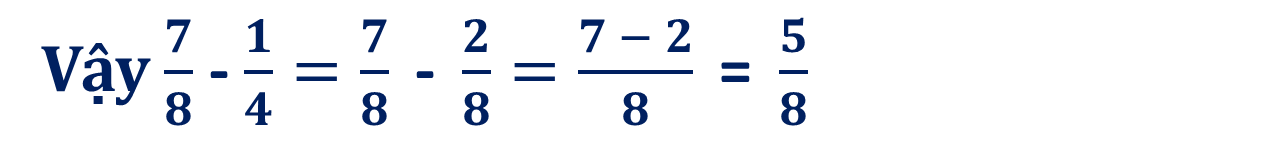 Vậy 7/8 - 1/4 = 7/8 - 2/8 = (7 − 2)/8 = 5/8